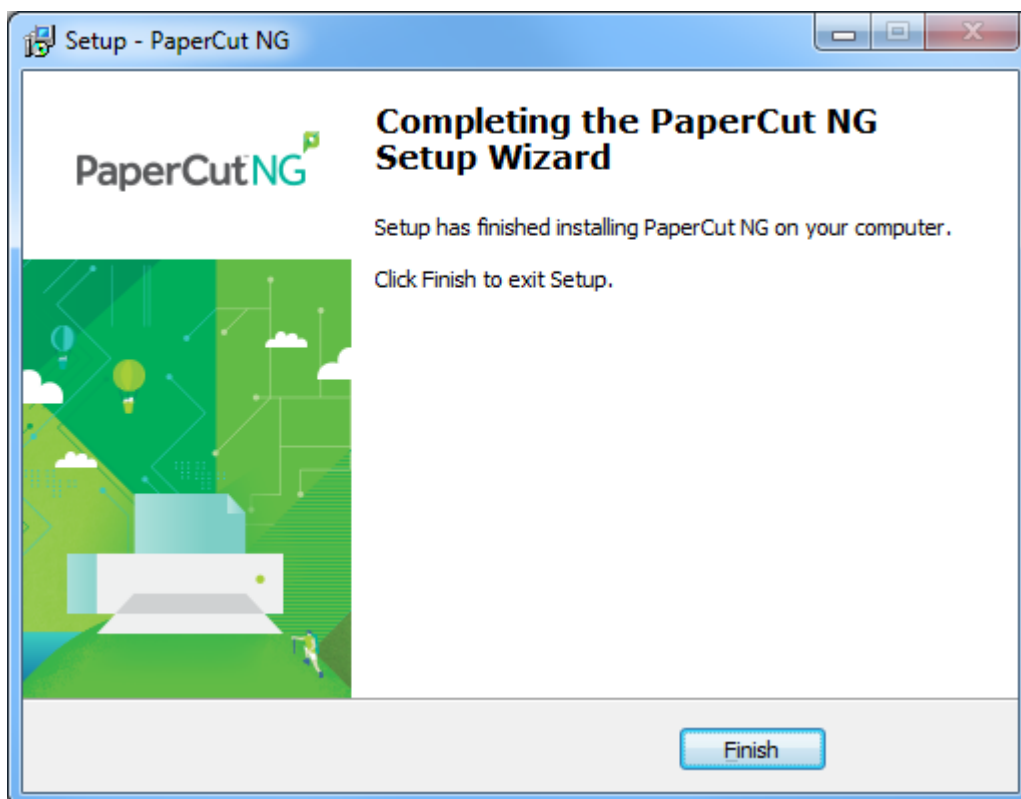 Setup - PaperCut NG
PaperCut NG
Completing the PaperCut NG
Setup Wizard
Setup has finished installing PaperCut NG on your computer.
Click Finish to exit Setup.
Finish